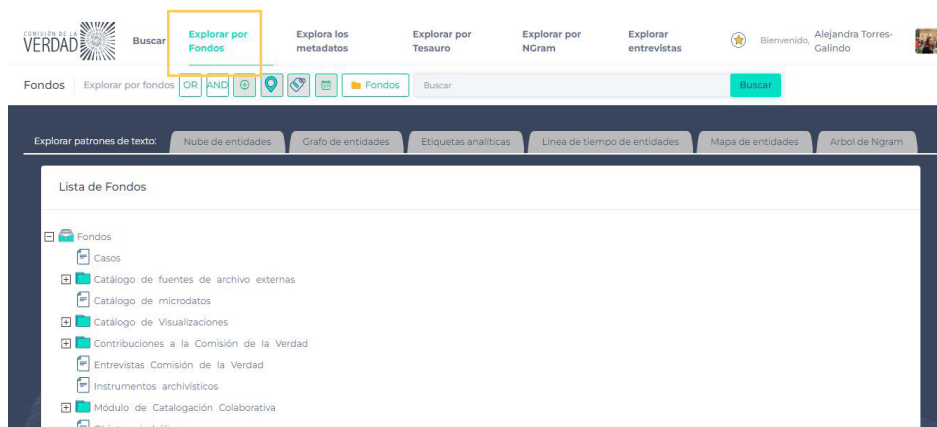 COMISIÓN DE LA
VERDAD
Buscar
Explorar por
Fondos
Explora los
metadatos
Explorar por
Tesauro
Explorar por
NGram
Explorar
entrevistas
Bienvenido,
Alejandra Torres-
Galindo
Fondos Explorar por fondos OR AND Fondos Buscar Buscar
Explorar patrones de texto: Nube de entidades Grafo de entidades Etiquetas analíticas Linea de tiempo de entidades Mapa de entidades Arbol de Ngram
Lista de Fondos
Fondos
Casos
Catálogo de fuentes de archivo externas
Catálogo de microdatos
Catálogo de Visualizaciones
Contribuciones a la Comisión de la Verdad
Entrevistas Comisión de la Verdad
Instrumentos archivísticos
Módulo de Catalogación Colaborativa